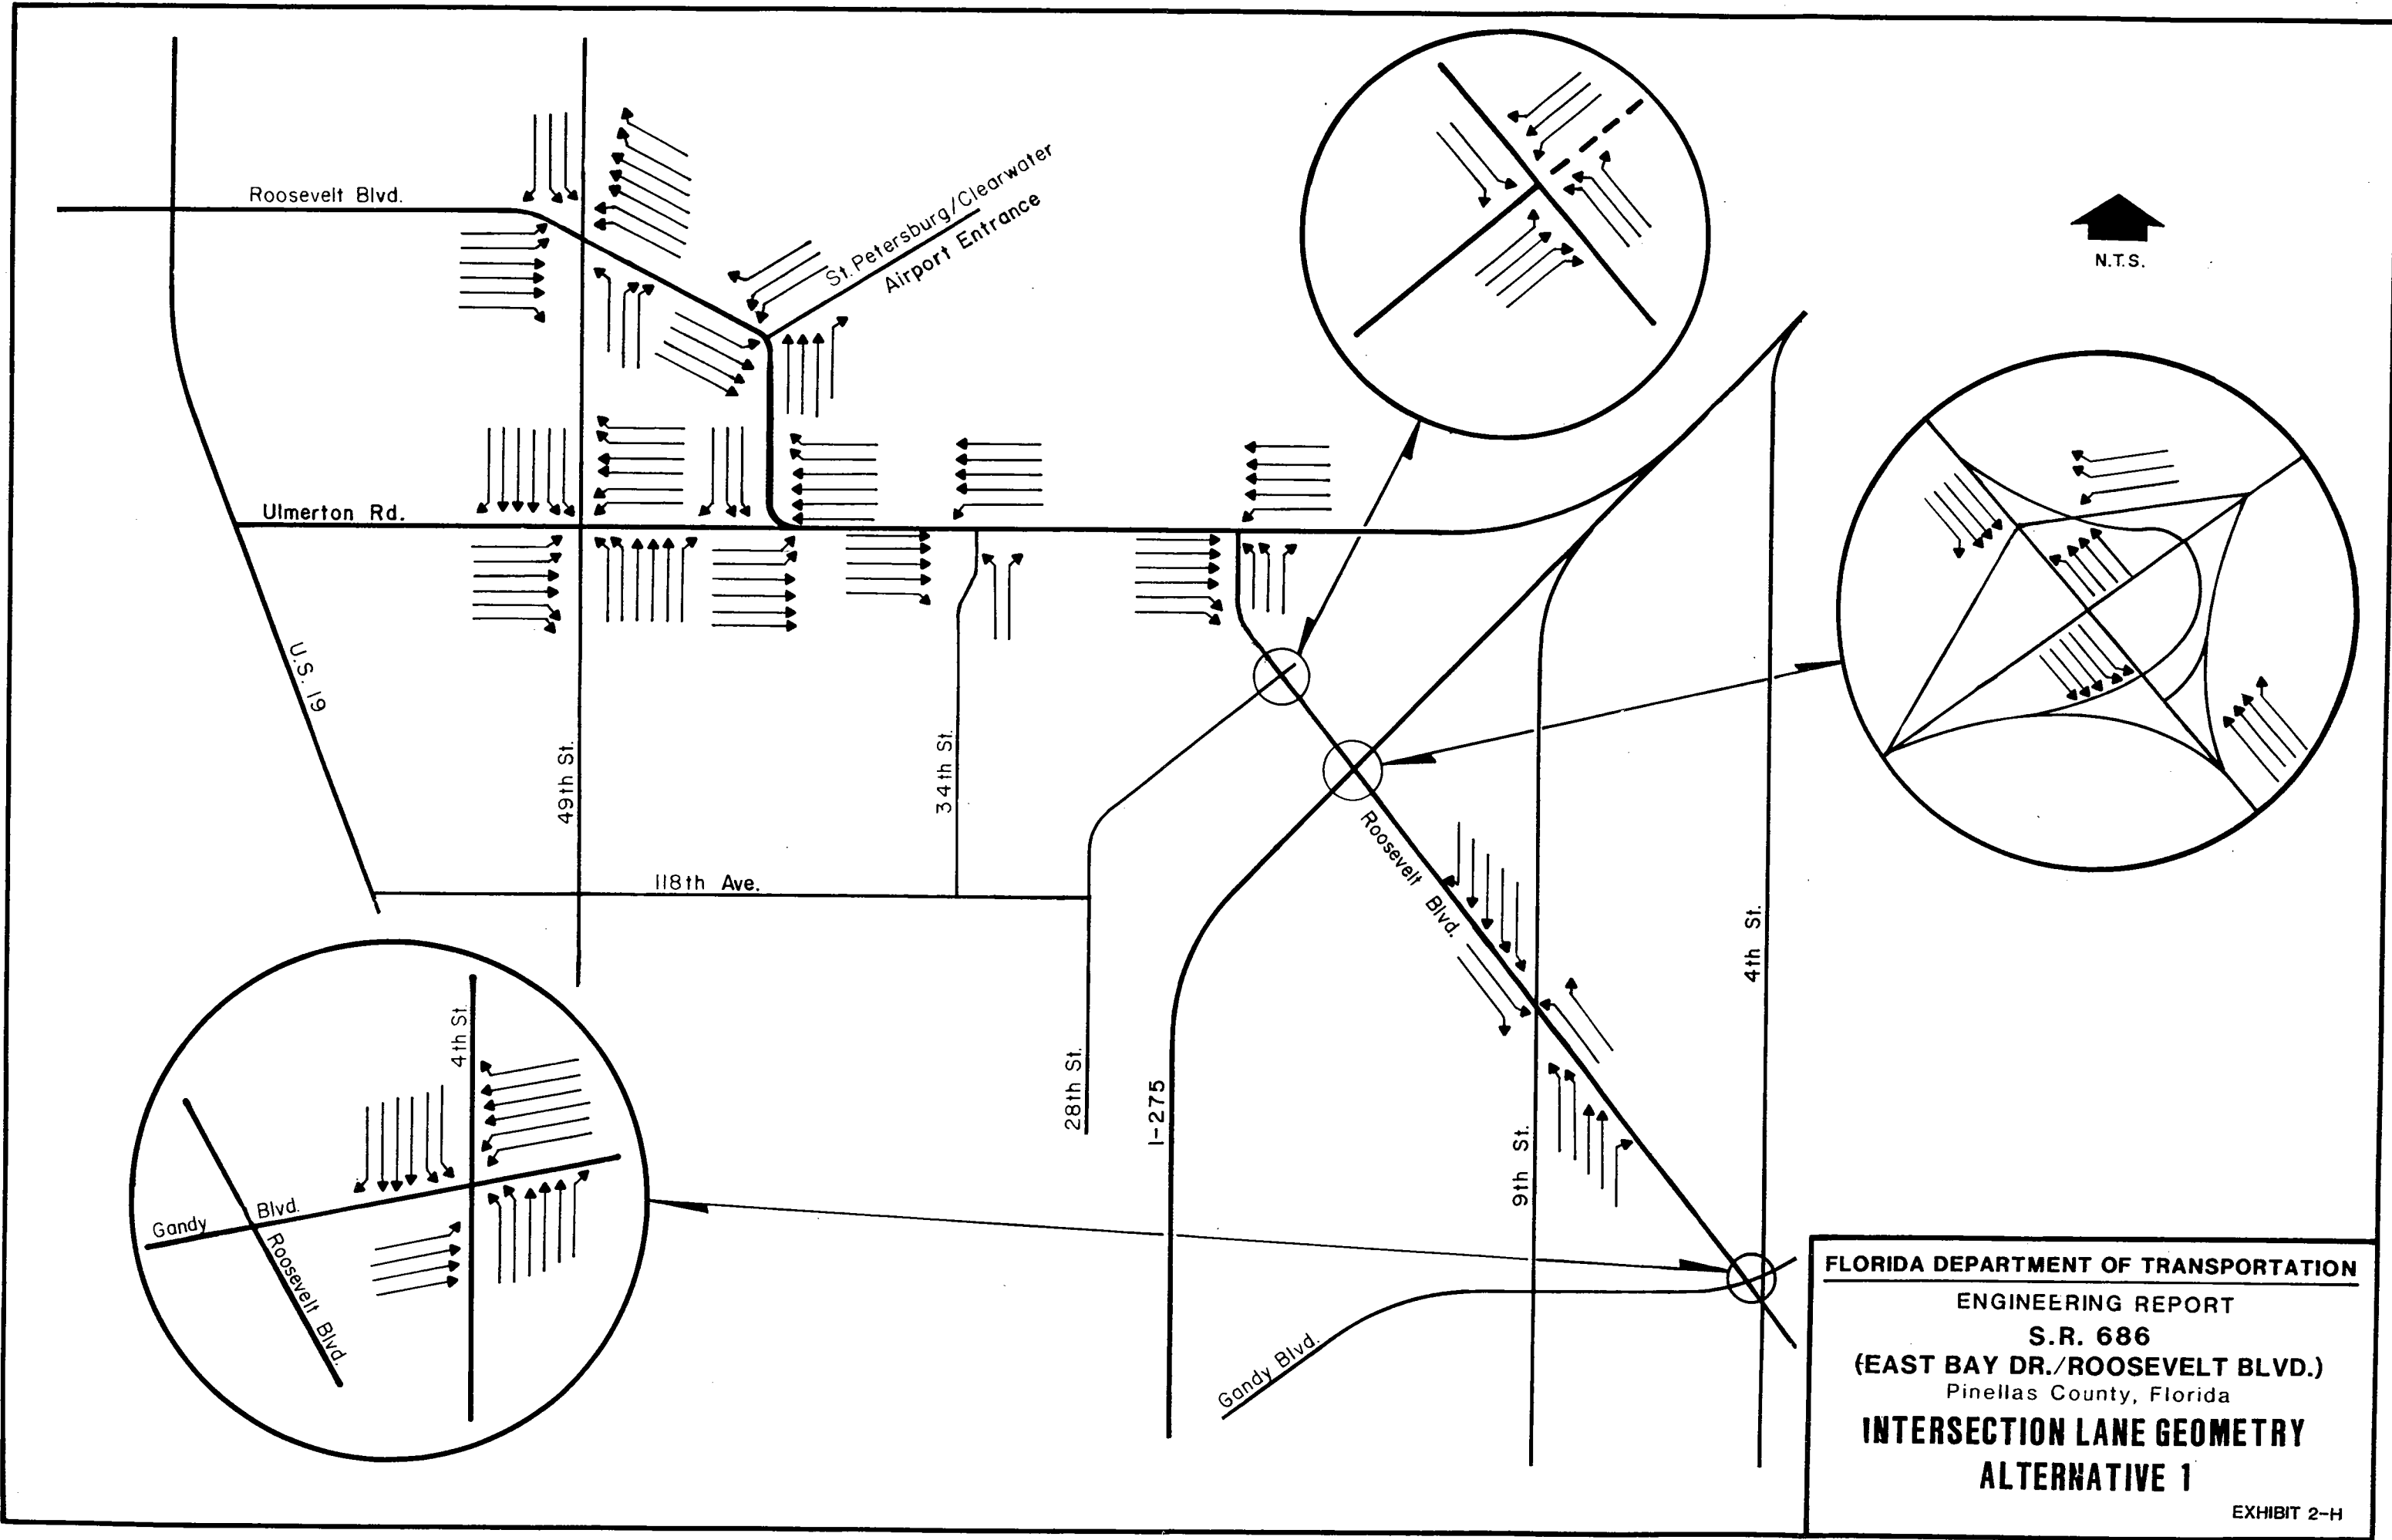 Roosevelt Blvd.
St. Petersburg/Clearwater
Airport Entrance
N.T.S.
Ulmerton Rd.
U.S. 19
49th St.
34th St.
118th Ave.
28th St.
I-275
Roosevelt Blvd.
9th St.
4th St.
Gandy Blvd.
4th St.
Gandy Blvd.
Roosevelt Blvd.
FLORIDA DEPARTMENT OF TRANSPORTATION
ENGINEERING REPORT
S.R. 686
(EAST BAY DR./ROOSEVELT BLVD.)
Pinellas County, Florida
INTERSECTION LANE GEOMETRY
ALTERNATIVE 1
EXHIBIT 2-H